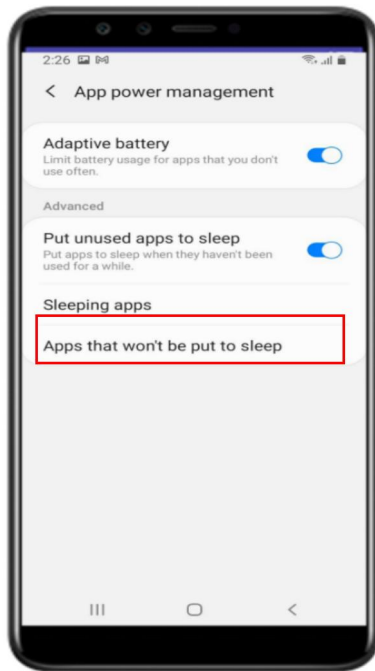 2:26
App power management
Adaptive battery
Limit battery usage for apps that you don't
use often.
Advanced
Put unused apps to sleep
Put apps to sleep when they haven't been
used for a while.
Sleeping apps
Apps that won't be put to sleep